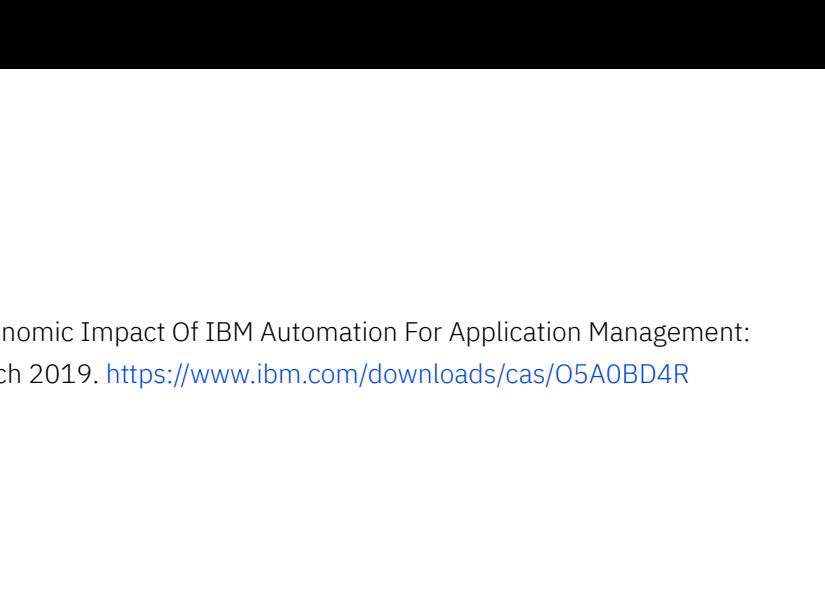 nomic Impact Of IBM Automation For Application Management:
ch 2019. https://www.ibm.com/downloads/cas/O5A0BD4R